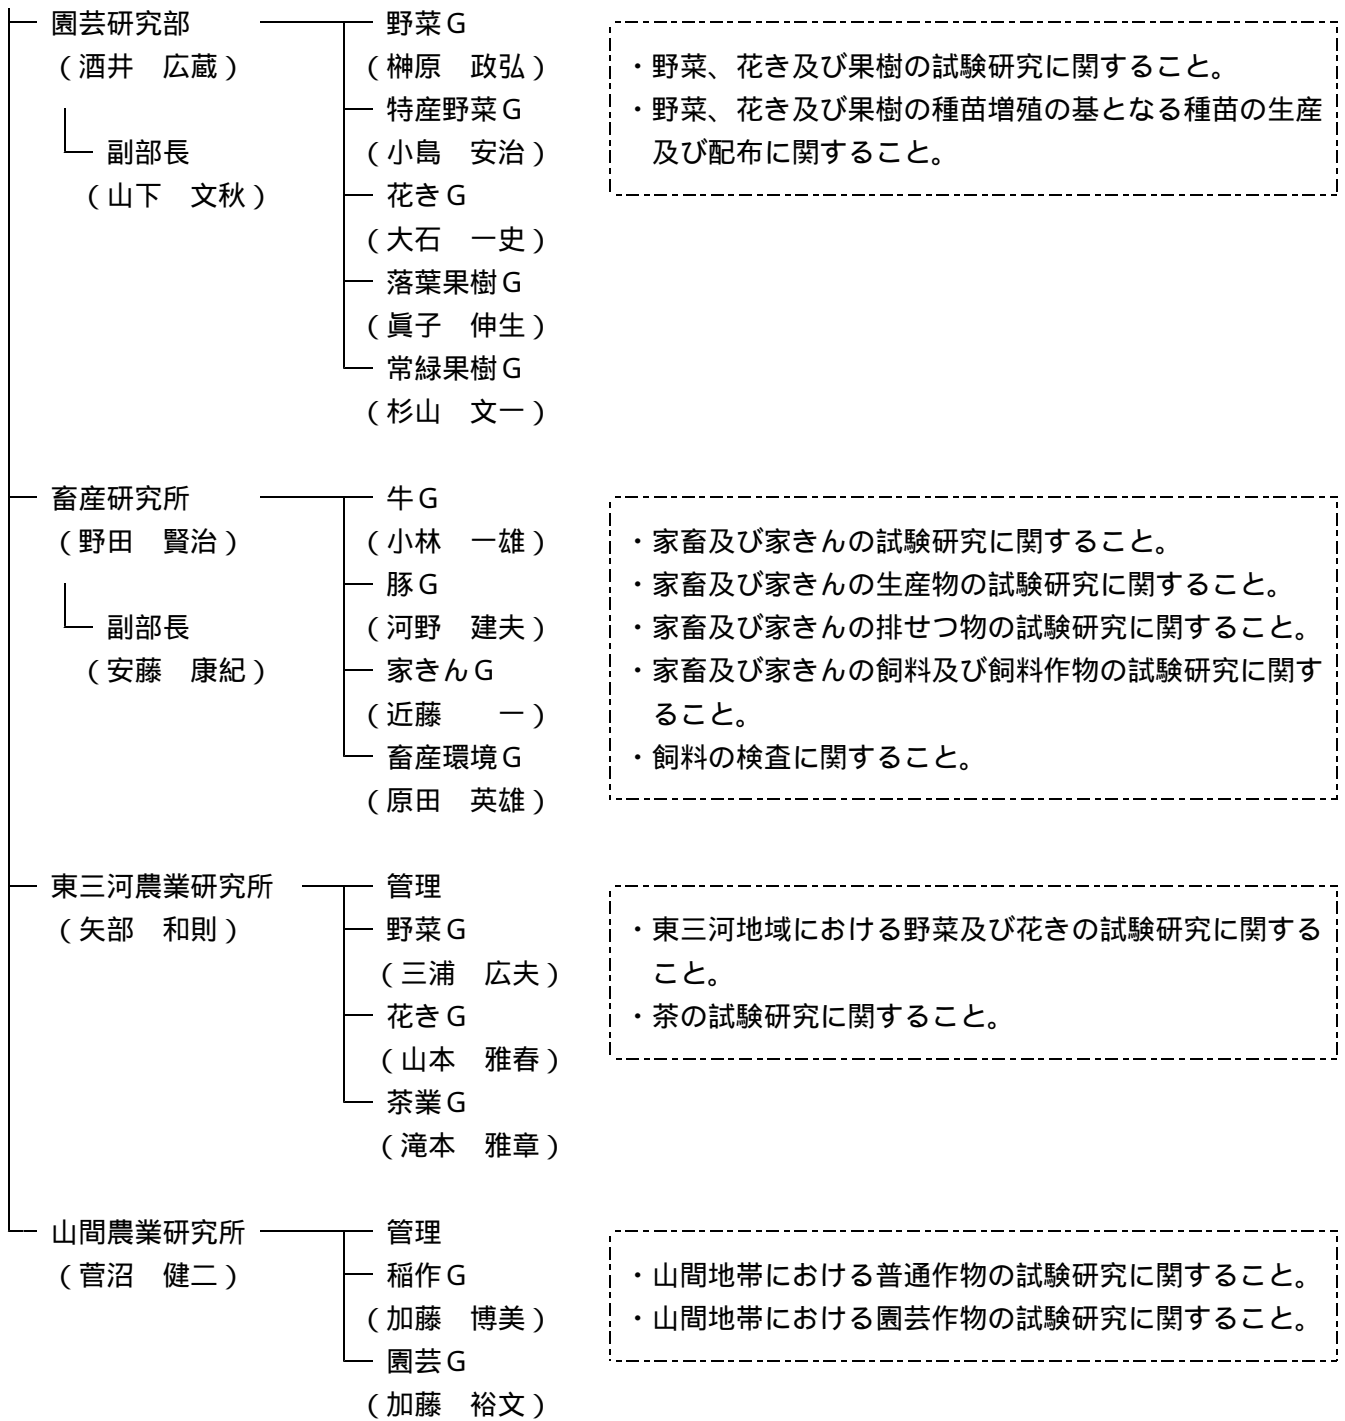 園芸研究部　野菜Ｇ
（酒井　広蔵）　（榊原　政弘）　・野菜、花き及び果樹の試験研究に関すること。
特産野菜Ｇ　・野菜、花き及び果樹の種苗増殖の基となる種苗の生産
副部長　（小島　安治）　及び配布に関すること。
（山下　文秋）　花きＧ
（大石　一史）
落葉果樹Ｇ
（眞子　伸生）
常緑果樹Ｇ
（杉山　文一）
畜産研究所　牛Ｇ
（野田　賢治）　（小林　一雄）　・家畜及び家きんの試験研究に関すること。
豚Ｇ　・家畜及び家きんの生産物の試験研究に関すること。
副部長　（河野　建夫）　・家畜及び家きんの排せつ物の試験研究に関すること。
（安藤　康紀）　家きんＧ　・家畜及び家きんの飼料及び飼料作物の試験研究に関す
（近藤　　一）　ること。
畜産環境Ｇ　・飼料の検査に関すること。
（原田　英雄）
東三河農業研究所　管理
（矢部　和則）　野菜Ｇ　・東三河地域における野菜及び花きの試験研究に関する
（三浦　広夫）　こと。
花きＧ　・茶の試験研究に関すること。
（山本　雅春）
茶業Ｇ
（滝本　雅章）
山間農業研究所　管理
（菅沼　健二）　稲作Ｇ　・山間地帯における普通作物の試験研究に関すること。
（加藤　博美）　・山間地帯における園芸作物の試験研究に関すること。
園芸Ｇ
（加藤　裕文）